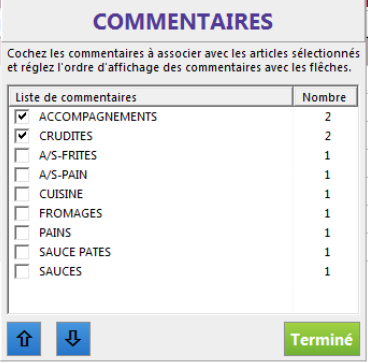 COMMENTAIRES
Cochez les commentaires à associer avec les articles sélectionnés
et réglez l'ordre d'affichage des commentaires avec les flêches.
Liste de commentaires Nombre
ACCOMPAGNEMENTS 2
CRUDITES 2
A/S-FRITES 1
A/S-PAIN 1
CUISINE 1
FROMAGES 1
PAINS 1
SAUCE PATES 1
SAUCES 1
Terminé